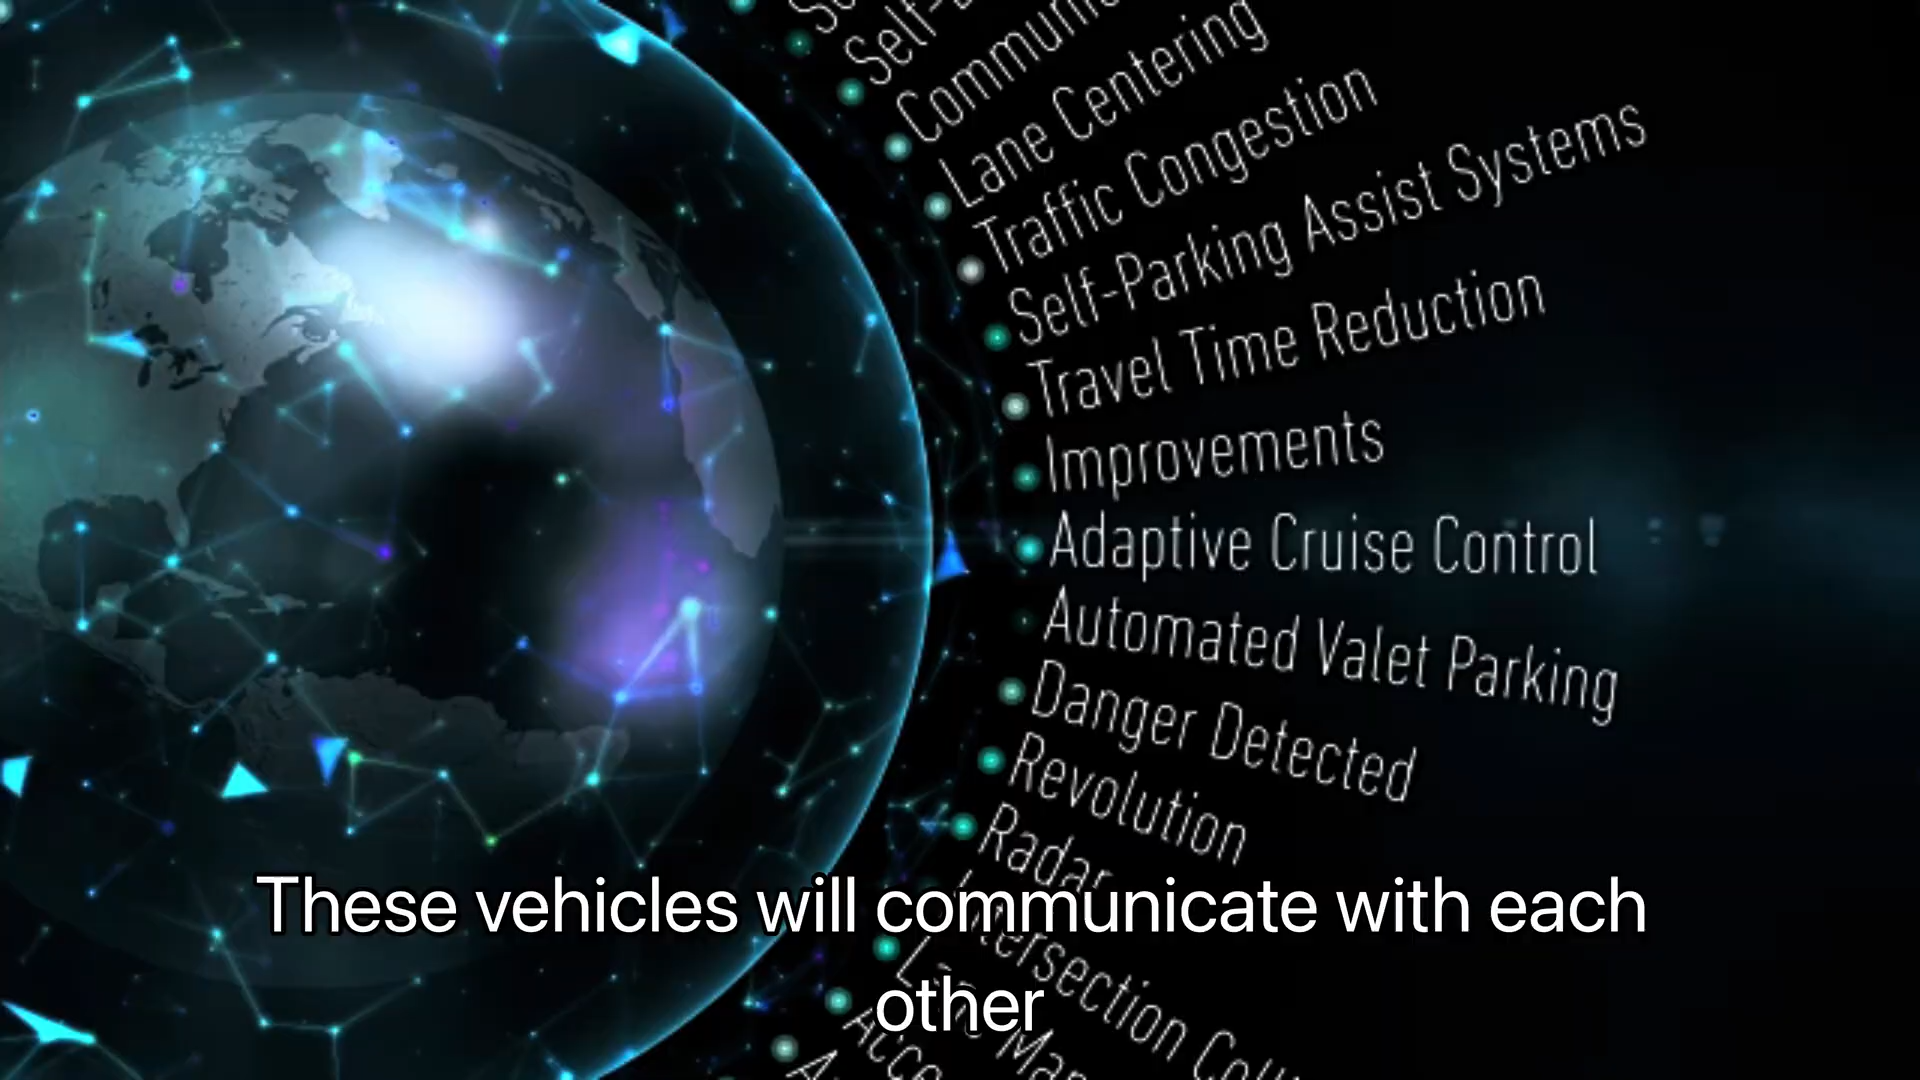 Lane Centering
Traffic Congestion
Self-Parking Assist Systems
Travel Time Reduction
Improvements
Adaptive Cruise Control
Automated Valet Parking
Danger Detected
Revolution
Radar
These vehicles will communicate with each
other